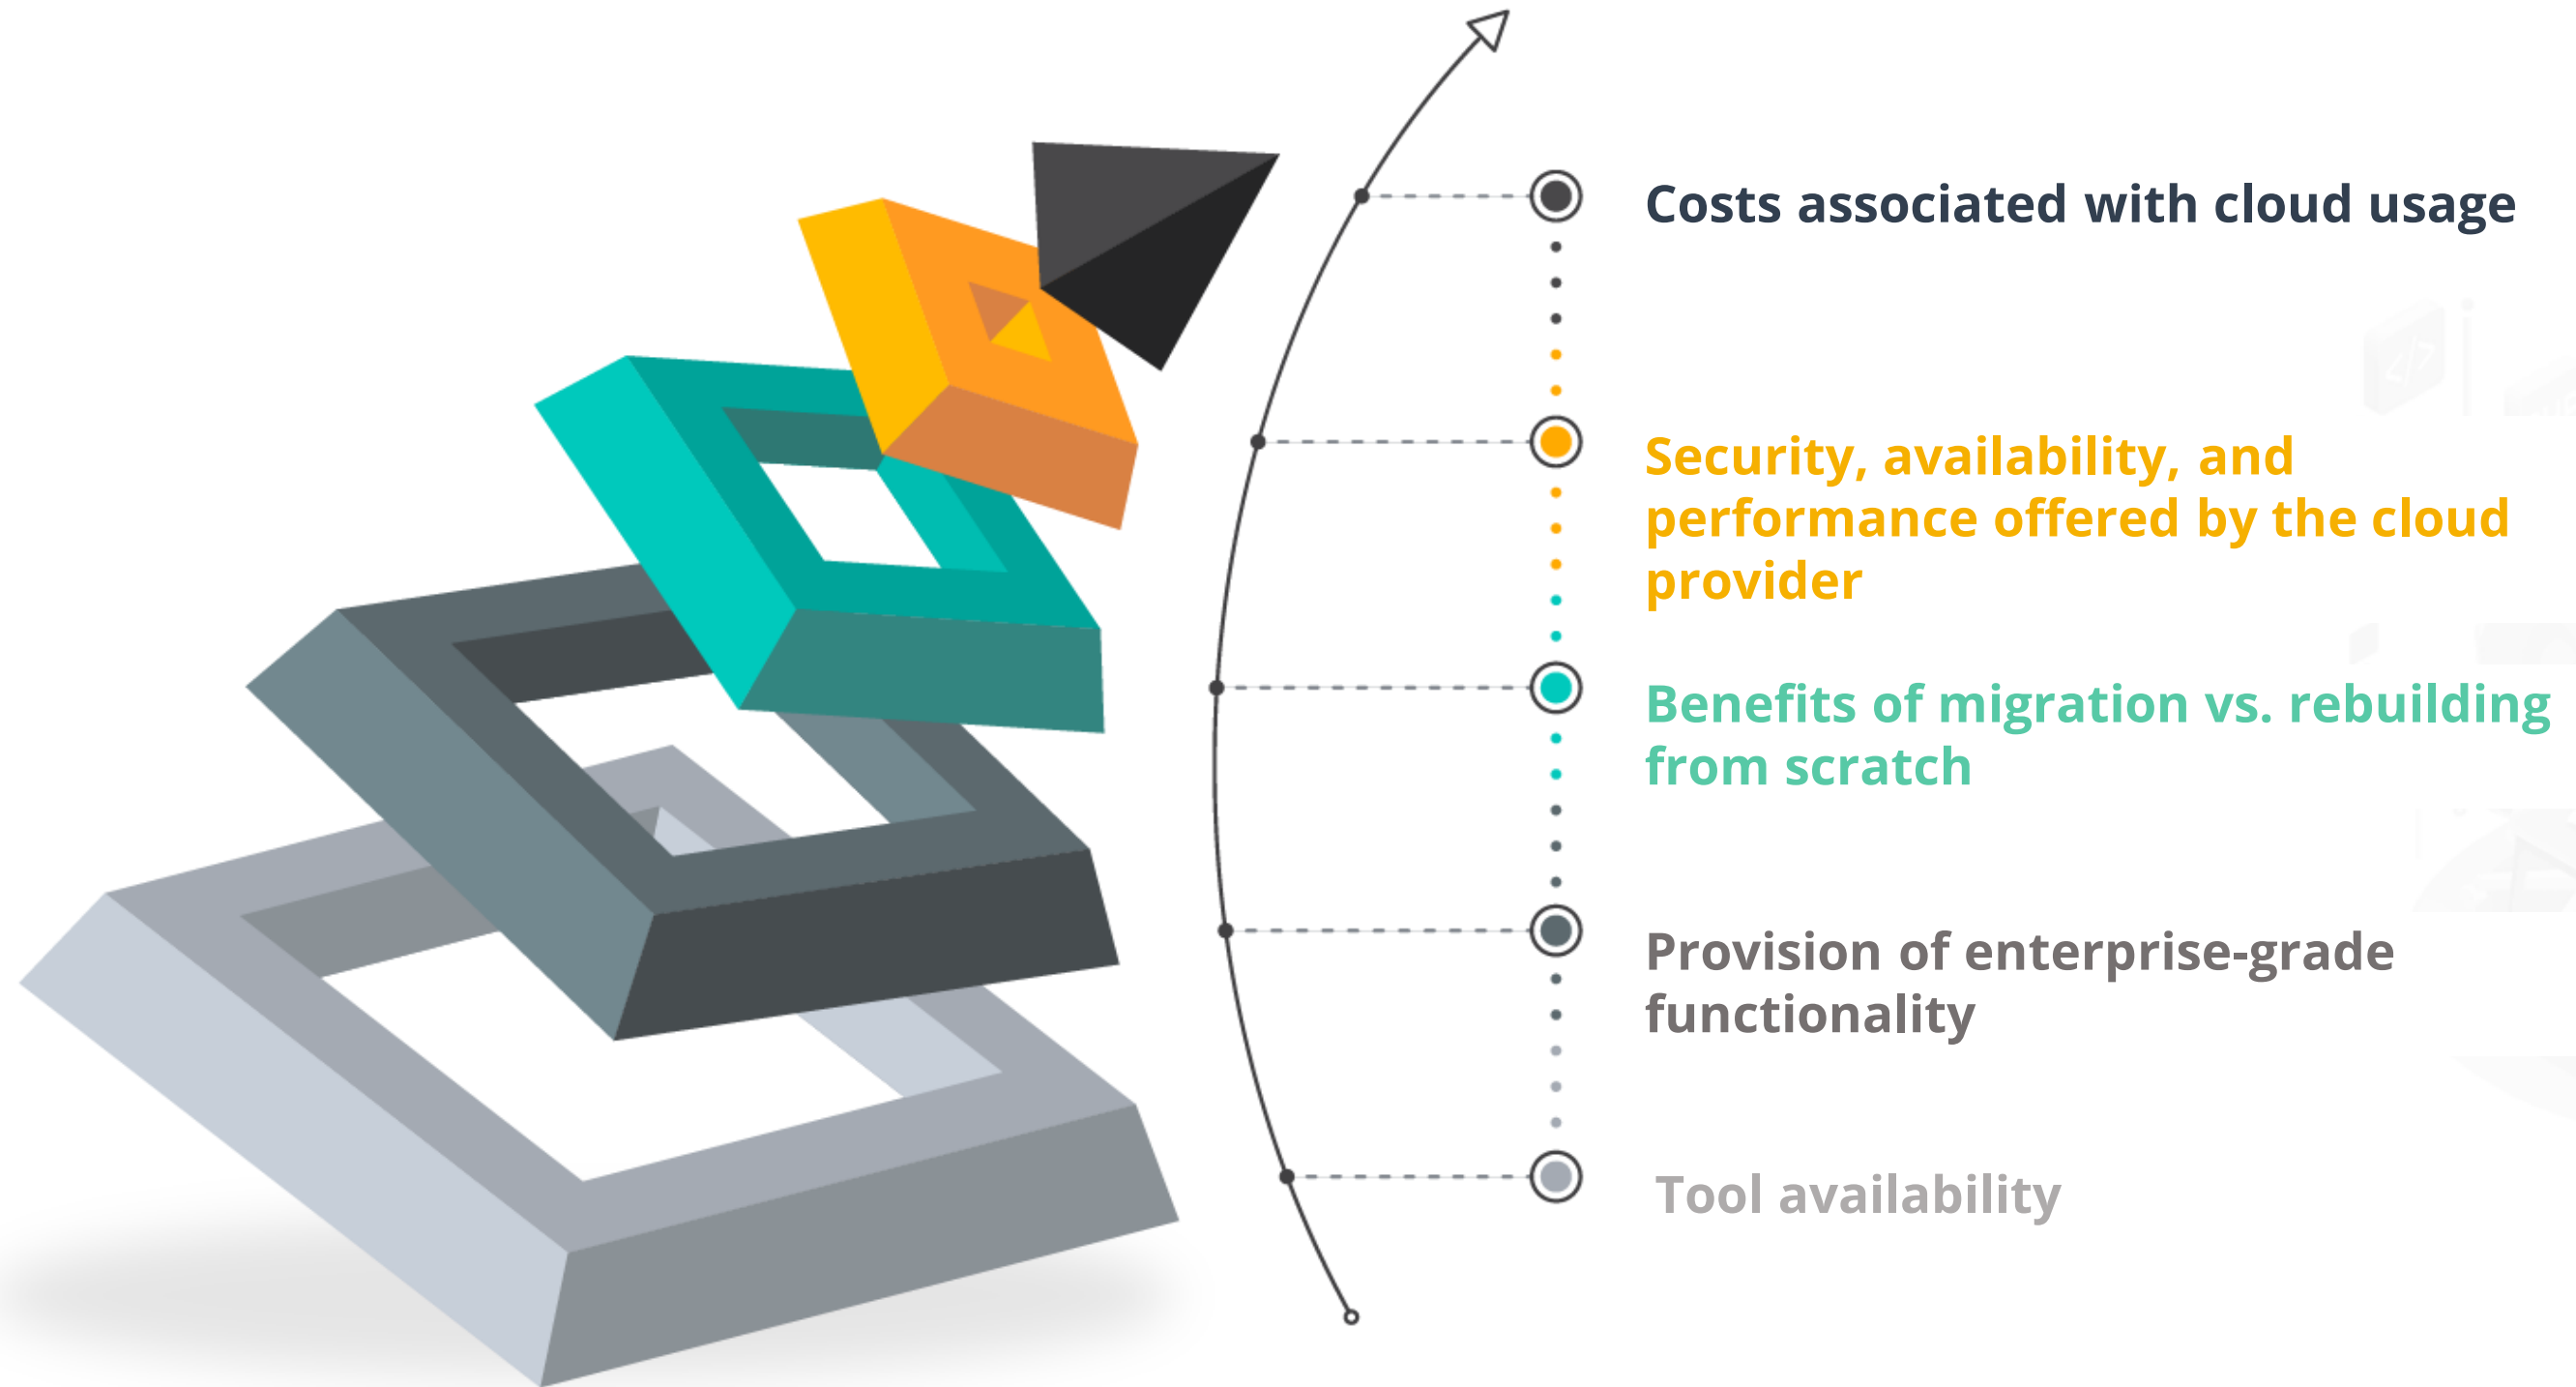 Costs associated with cloud usage
Security, availability, and
performance offered by the cloud
provider
Benefits of migration vs. rebuilding
from scratch
Provision of enterprise-grade
functionality
Tool availability